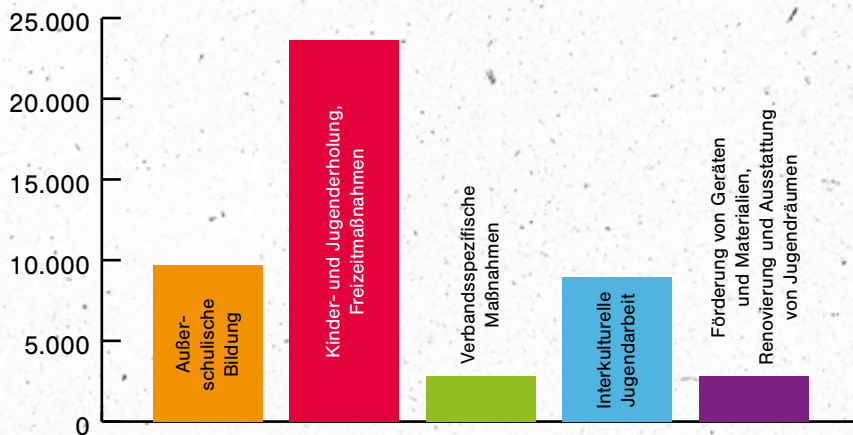 25.000
20.000
15.000
10.000
5.000
0
Außer-
schulische
Bildung
Kinder- und Jugenderholung,
Freizeitmaßnahmen
Verbandsspezifische
Maßnahmen
Interkulturelle
Jugendarbeit
Förderung von Geräten
und Materialien,
Renovierung und Ausstattung
von Jugendräumen